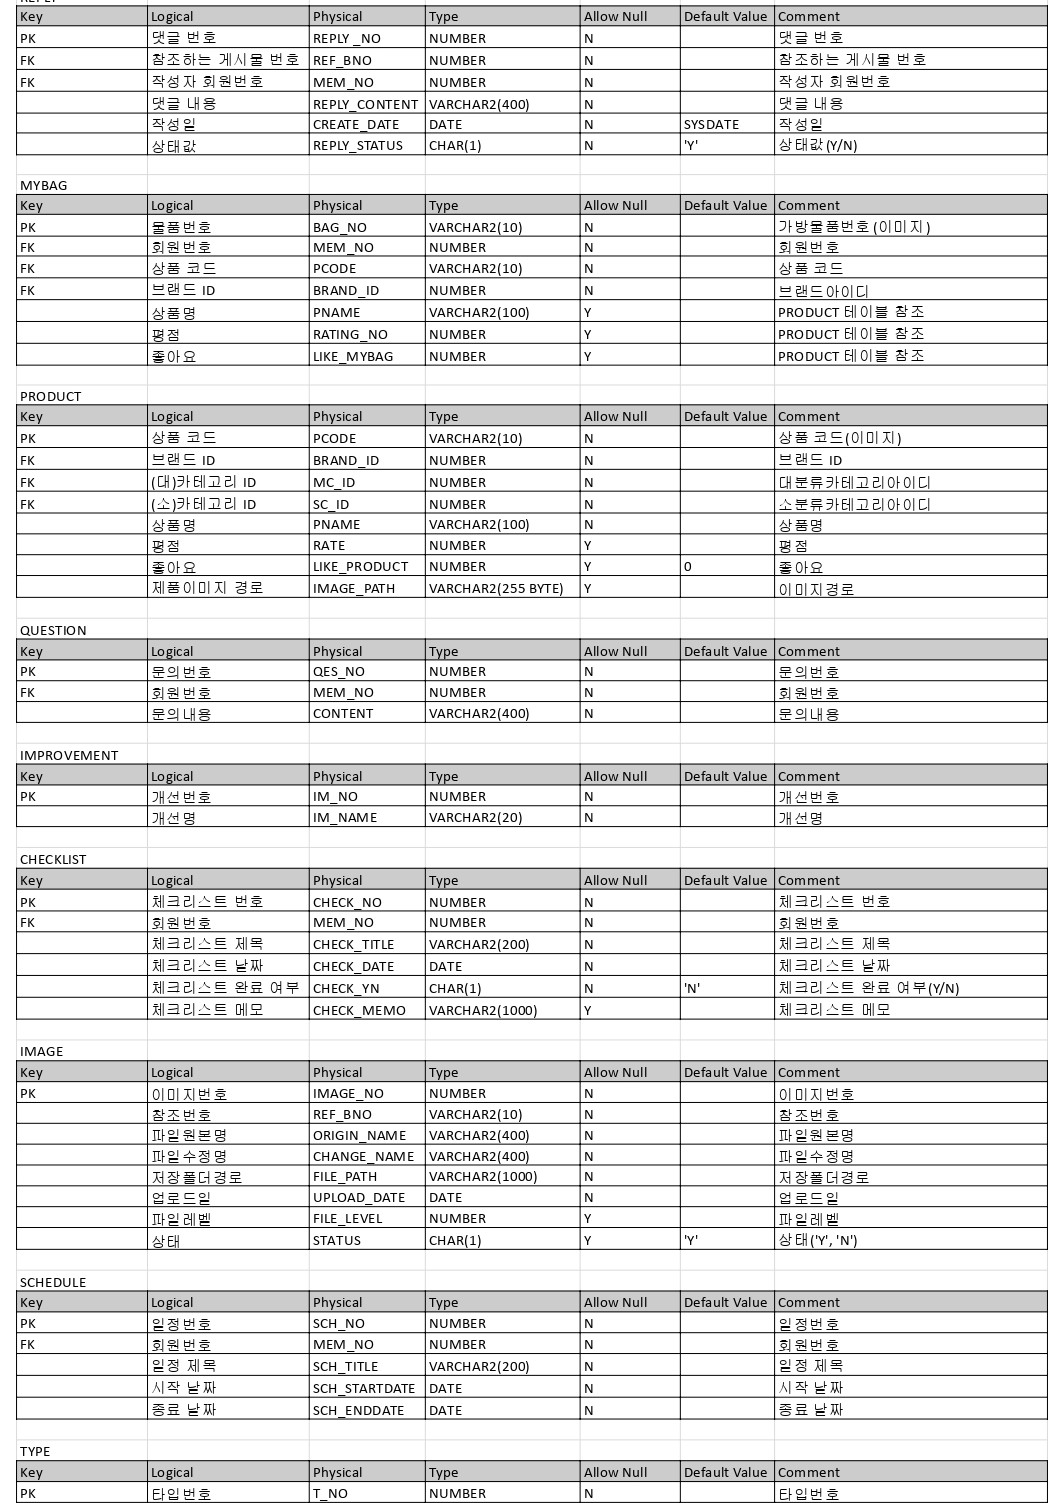 REPLY
Key Logical Physical Type Allow Null Default Value Comment
PK 댓글 번호 REPLY _NO NUMBER N 댓글 번호
FK 참조하는 게시물 번호 REF_BNO NUMBER N 참조하는 게시물 번호
FK 작성자 회원번호 MEM_NO NUMBER N 작성자 회원번호
댓글 내용 REPLY_CONTENT VARCHAR2(400) N 댓글 내용
작성일 CREATE_DATE DATE N SYSDATE 작성일
상태값 REPLY_STATUS CHAR(1) N 'Y' 상태값(Y/N)
MYBAG
Key Logical Physical Type Allow Null Default Value Comment
PK 물품번호 BAG_NO VARCHAR2(10) N 가방물품번호(이미지)
FK 회원번호 MEM_NO NUMBER N 회원번호
FK 상품 코드 PCODE VARCHAR2(10) N 상품 코드
FK 브랜드 ID BRAND_ID NUMBER N 브랜드아이디
상품명 PNAME VARCHAR2(100) Y PRODUCT 테이블 참조
평점 RATING_NO NUMBER Y PRODUCT 테이블 참조
좋아요 LIKE_MYBAG NUMBER Y PRODUCT 테이블 참조
PRODUCT
Key Logical Physical Type Allow Null Default Value Comment
PK 상품 코드 PCODE VARCHAR2(10) N 상품 코드(이미지)
FK 브랜드 ID BRAND_ID NUMBER N 브랜드 ID
FK (대)카테고리 ID MC_ID NUMBER N 대분류카테고리아이디
FK (소)카테고리 ID SC_ID NUMBER N 소분류카테고리아이디
상품명 PNAME VARCHAR2(100) N 상품명
평점 RATE NUMBER Y 평점
좋아요 LIKE_PRODUCT NUMBER Y 0 좋아요
제품이미지 경로 IMAGE_PATH VARCHAR2(255 BYTE) Y 이미지경로
QUESTION
Key Logical Physical Type Allow Null Default Value Comment
PK 문의번호 QES_NO NUMBER N 문의번호
FK 회원번호 MEM_NO NUMBER N 회원번호
문의내용 CONTENT VARCHAR2(400) N 문의내용
IMPROVEMENT
Key Logical Physical Type Allow Null Default Value Comment
PK 개선번호 IM_NO NUMBER N 개선번호
개선명 IM_NAME VARCHAR2(20) N 개선명
CHECKLIST
Key Logical Physical Type Allow Null Default Value Comment
PK 체크리스트 번호 CHECK_NO NUMBER N 체크리스트 번호
FK 회원번호 MEM_NO NUMBER N 회원번호
체크리스트 제목 CHECK_TITLE VARCHAR2(200) N 체크리스트 제목
체크리스트 날짜 CHECK_DATE DATE N 체크리스트 날짜
체크리스트 완료 여부 CHECK_YN CHAR(1) N 'N' 체크리스트 완료 여부(Y/N)
체크리스트 메모 CHECK_MEMO VARCHAR2(1000) Y 체크리스트 메모
IMAGE
Key Logical Physical Type Allow Null Default Value Comment
PK 이미지번호 IMAGE_NO NUMBER N 이미지번호
참조번호 REF_BNO VARCHAR2(10) N 참조번호
파일원본명 ORIGIN_NAME VARCHAR2(400) N 파일원본명
파일수정명 CHANGE_NAME VARCHAR2(400) N 파일수정명
저장폴더경로 FILE_PATH VARCHAR2(1000) N 저장폴더경로
업로드일 UPLOAD_DATE DATE N 업로드일
파일레벨 FILE_LEVEL NUMBER Y 파일레벨
상태 STATUS CHAR(1) Y 'Y' 상태('Y', 'N')
SCHEDULE
Key Logical Physical Type Allow Null Default Value Comment
PK 일정번호 SCH_NO NUMBER N 일정번호
FK 회원번호 MEM_NO NUMBER N 회원번호
일정 제목 SCH_TITLE VARCHAR2(200) N 일정 제목
시작 날짜 SCH_STARTDATE DATE N 시작 날짜
종료 날짜 SCH_ENDDATE DATE N 종료 날짜
TYPE
Key Logical Physical Type Allow Null Default Value Comment
PK 타입번호 T_NO NUMBER N 타입번호